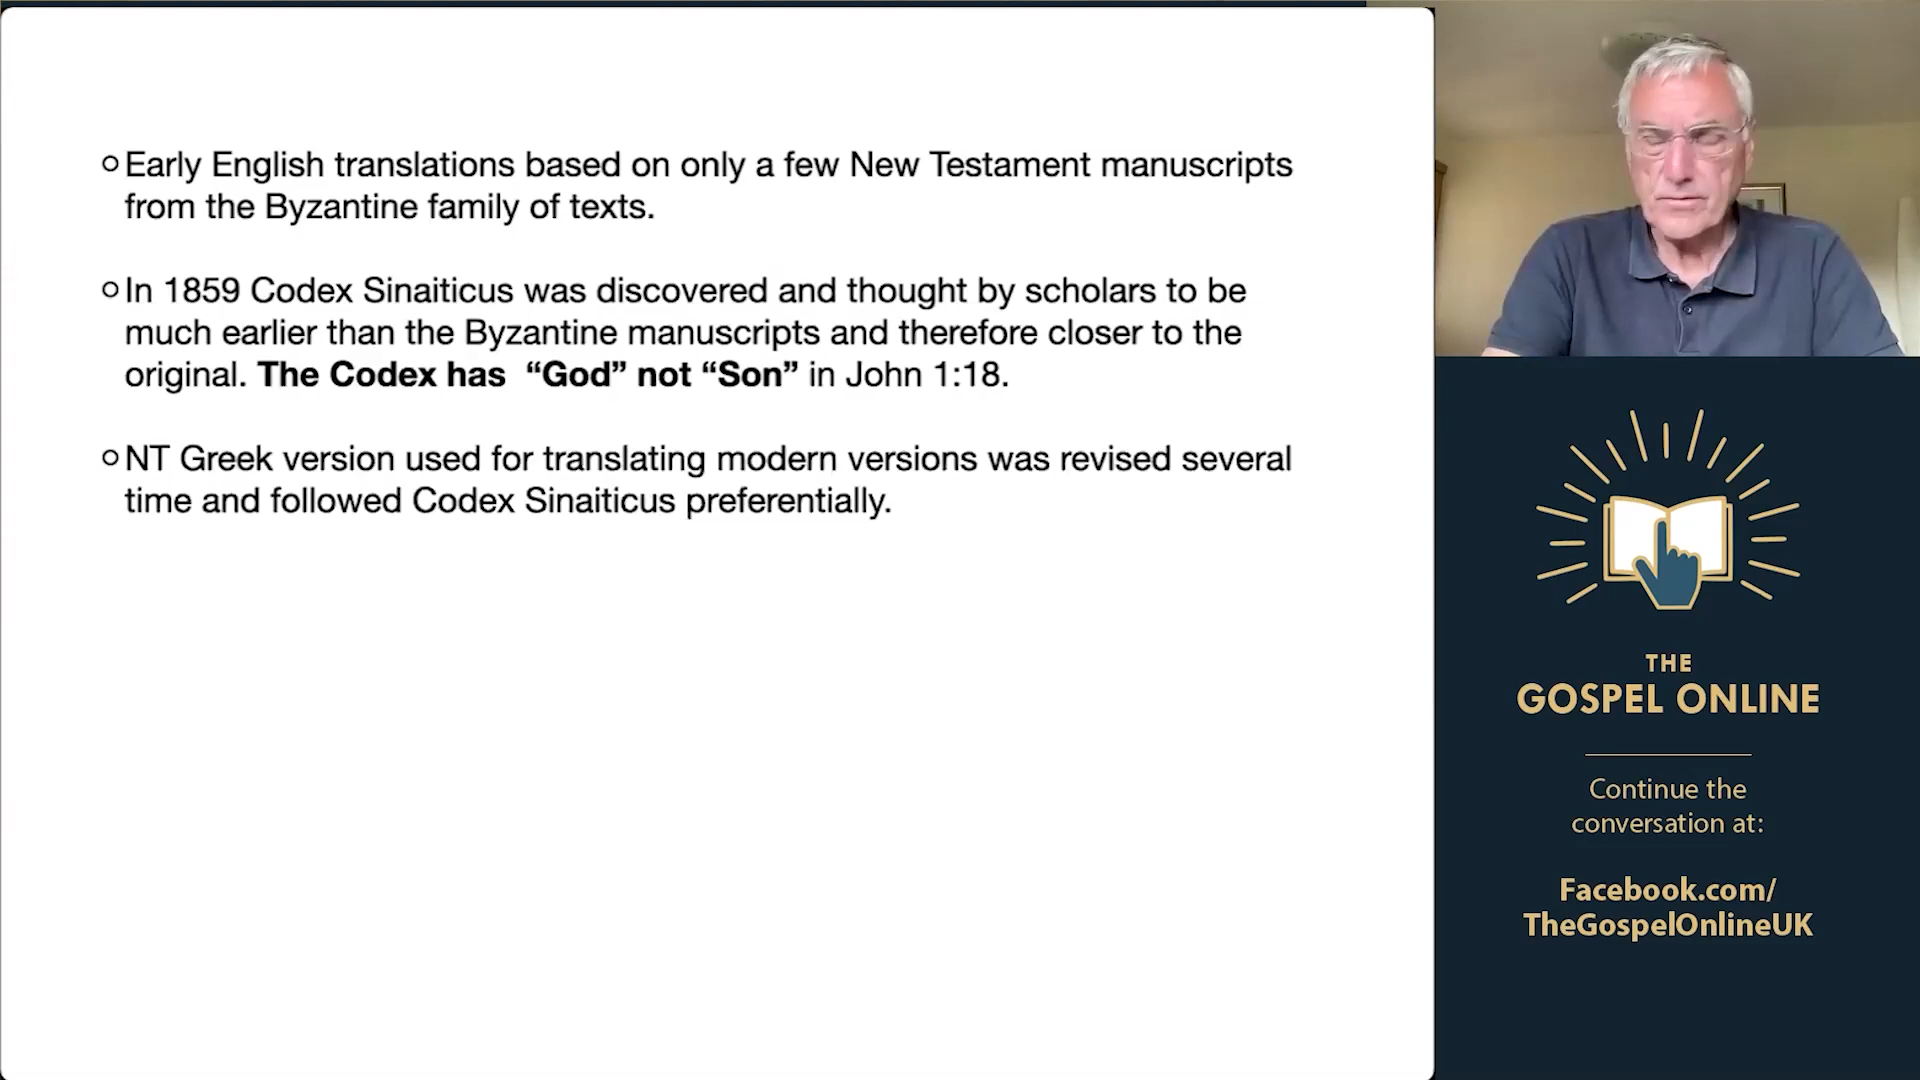 Early English translations based on only a few New Testament manuscripts
from the Byzantine family of texts.
In 1859 Codex Sinaiticus was discovered and thought by scholars to be
much earlier than the Byzantine manuscripts and therefore closer to the
original. The Codex has “God” not “Son” in John 1:18.
NT Greek version used for translating modern versions was revised several
time and followed Codex Sinaiticus preferentially.
THE
GOSPEL ONLINE
Continue the
conversation at:
Facebook.com/
TheGospelOnlineUK